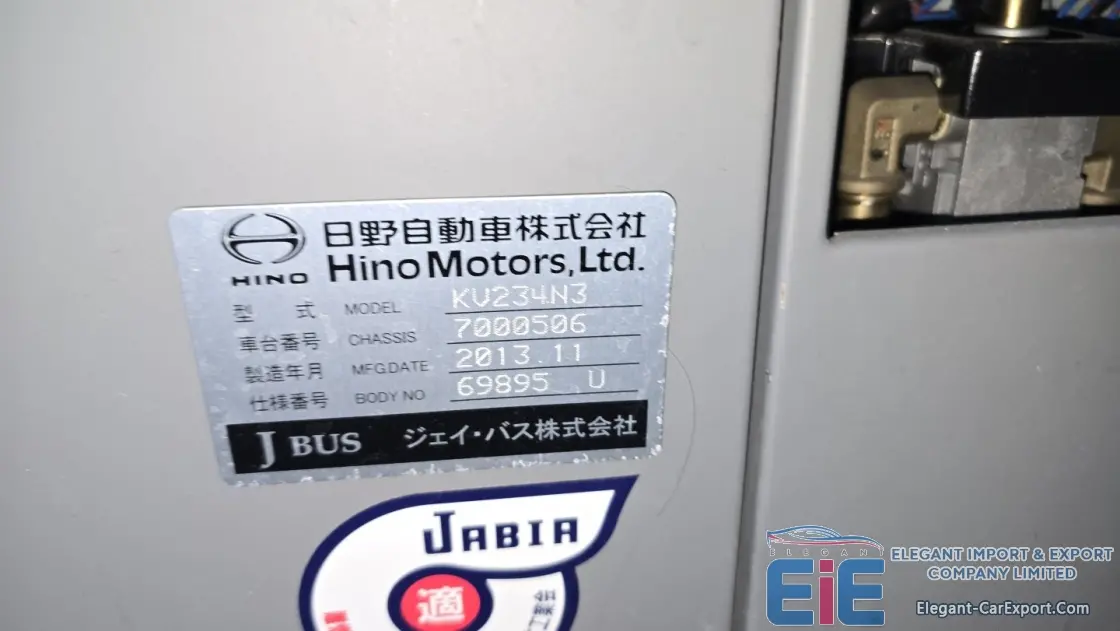 日野自動車株式会社
HINO Hino Motors,Ltd.
型 式 MODEL KV234N3
車台番号 CHASSIS 7000506
製造年月 MFG.DATE 2013.11
仕様番号 BODY NO 69895 U
J BUS ジェイ・バス株式会社
JABIA
適
ELEGANT
EiE
ELEGANT IMPORT & EXPORT
COMPANY LIMITED
Elegant-CarExport.Com